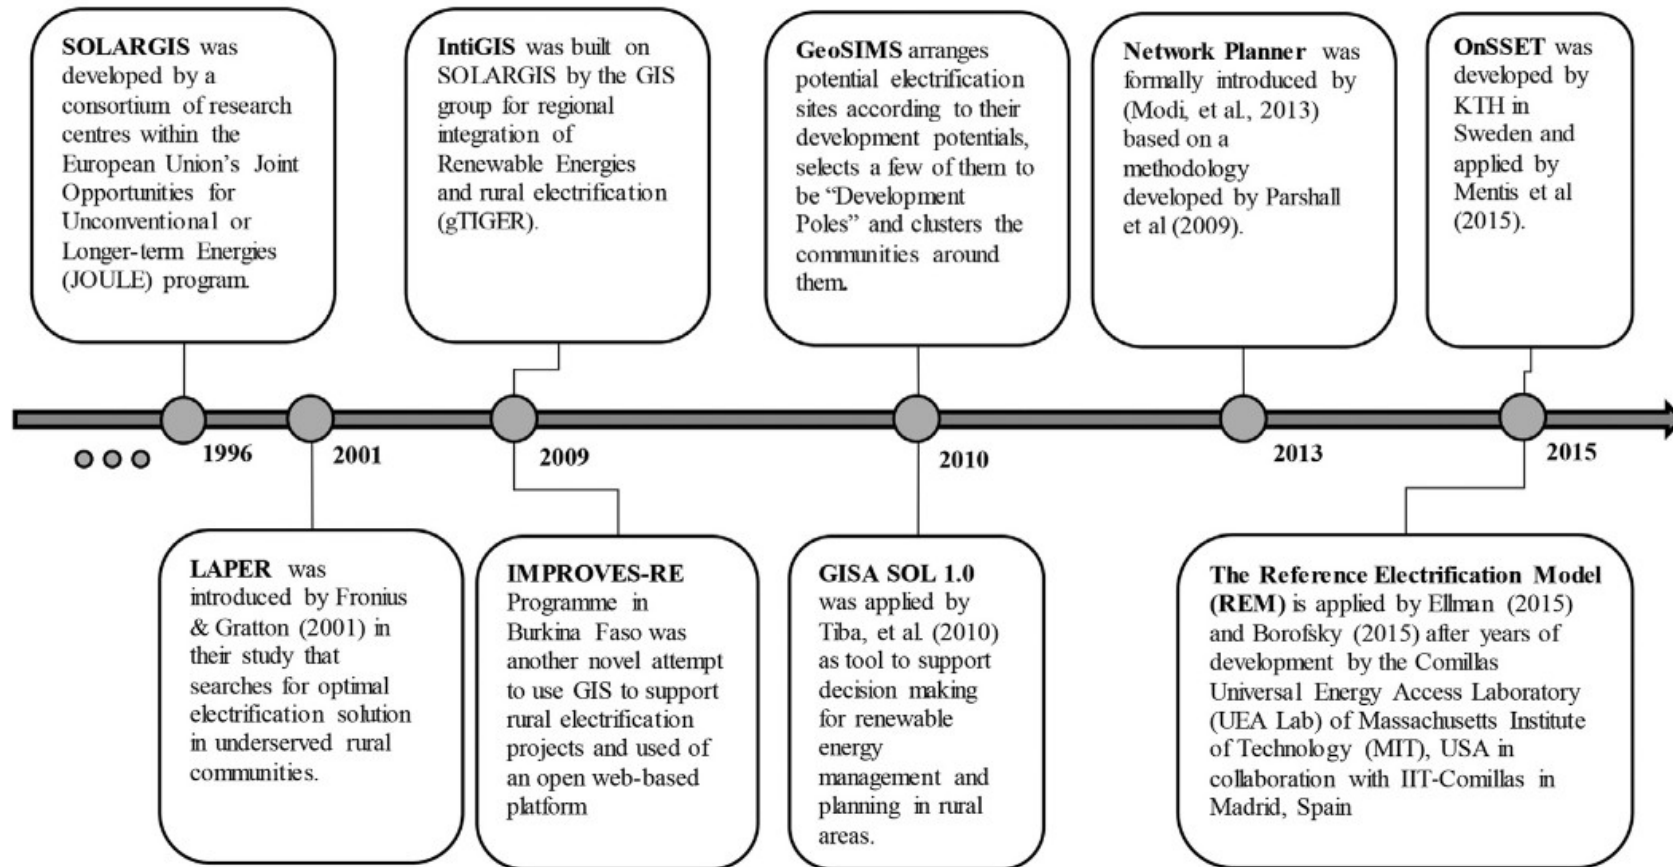 SOLARGIS was
developed by a
consortium of research
centres within the
European Union's Joint
Opportunities for
Unconventional or
Longer-term Energies
(JOULE) program.
IntiGIS was built on
SOLARGIS by the GIS
group for regional
integration of
Renewable Energies
and rural electrification
(gTIGER).
GeoSIMS arranges
potential electrification
sites according to their
development potentials,
selects a few of them to
be “Development
Poles” and clusters the
communities around
them.
Network Planner was
formally introduced by
(Modi, et al., 2013)
based on a
methodology
developed by Parshall
et al (2009).
OnSSET was
developed by
KTH in
Sweden and
applied by
Mentis et al
(2015).
1996
2001
2009
2010
2013
2015
LAPER was
introduced by Fronius
& Gratton (2001) in
their study that
searches for optimal
electrification solution
in underserved rural
communities.
IMPROVES-RE
Programme in
Burkina Faso was
another novel attempt
to use GIS to support
rural electrification
projects and used of
an open web-based
platform
GISA SOL 1.0
was applied by
Tiba, et al. (2010)
as tool to support
decision making
for renewable
energy
management and
planning in rural
areas.
The Reference Electrification Model
(REM) is applied by Ellman (2015)
and Borofsky (2015) after years of
development by the Comillas
Universal Energy Access Laboratory
(UEA Lab) of Massachusetts Institute
of Technology (MIT), USA in
collaboration with IIT-Comillas in
Madrid, Spain